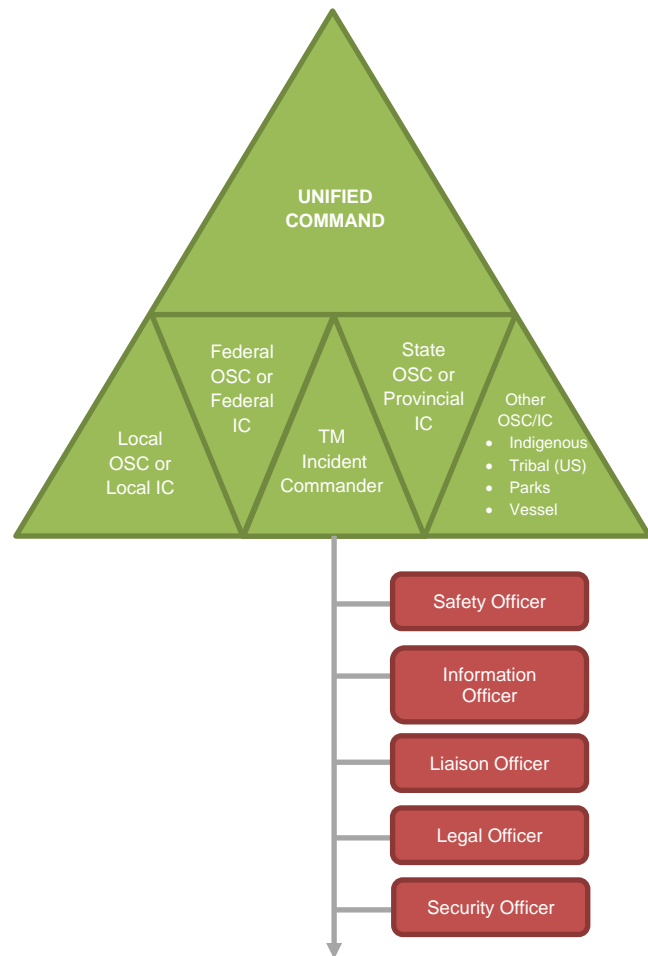 UNIFIED
COMMAND
Local
OSC or
Local IC
Federal
OSC or
Federal
IC
TM
Incident
Commander
State
OSC or
Provincial
IC
Other
OSC/IC
• Indigenous
• Tribal (US)
• Parks
• Vessel
Safety Officer
Information
Officer
Liaison Officer
Legal Officer
Security Officer